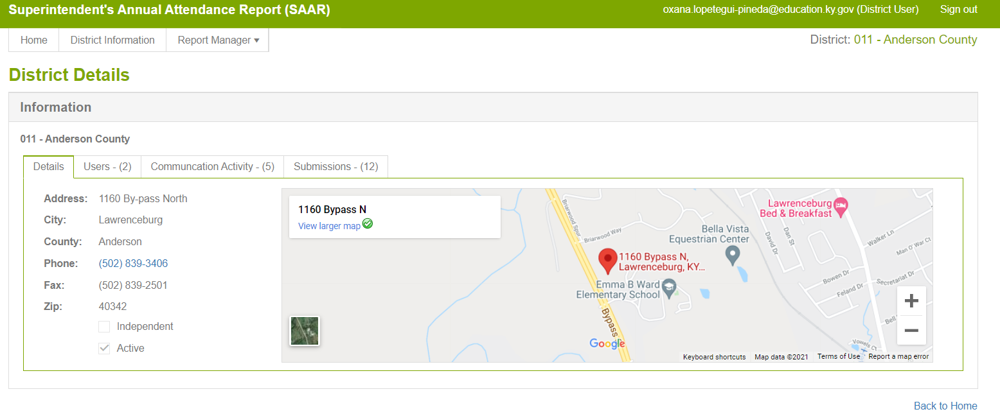 Superintendent's Annual Attendance Report (SAAR)
oxana.lopetegui-pineda@education.ky.gov (District User) Sign out
Home District Information Report Manager ▾
District: 011 - Anderson County
District Details
Information
011 - Anderson County
Details Users - (2) Communcation Activity - (5) Submissions - (12)
Address: 1160 By-pass North
City: Lawrenceburg
County: Anderson
Phone: (502) 839-3406
Fax: (502) 839-2501
Zip: 40342
Independent
Active
1160 Bypass N
View larger map
Briarwood Spur
Briarwood Way
Bella Vista
Equestrian Center
Lawrenceburg
Bed & Breakfast
David Dr
Dan St
Walker Ln
Man O' War Ct
1160 Bypass N,
Lawrenceburg, KY...
Emma B Ward
Elementary School
Bowen Dr
Feland Dr
Secretariat Dr
Bell
Bypass
Vowels Ct
Google
+
−
Keyboard shortcuts Map data ©2021 Terms of Use Report a map error
Back to Home